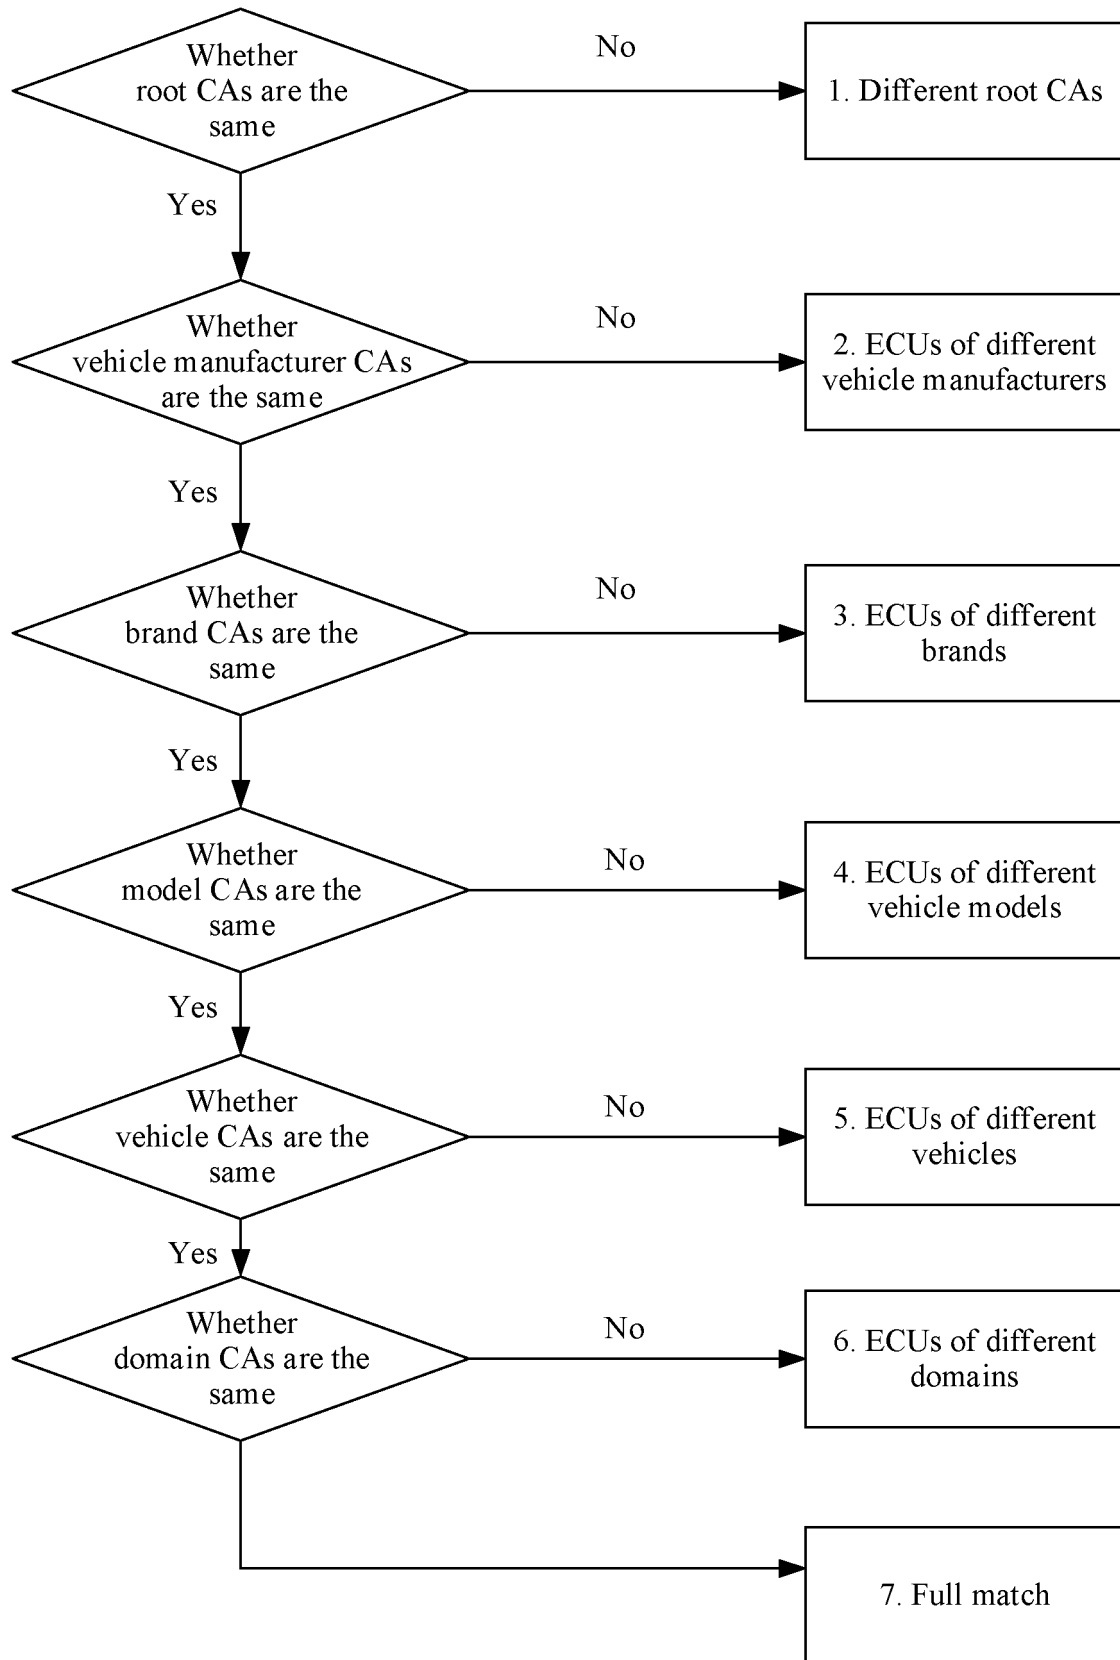 Whether
root CAs are the
same
No
1. Different root CAs
Yes
Whether
vehicle manufacturer CAs
are the same
No
2. ECUs of different
vehicle manufacturers
Yes
Whether
brand CAs are the
same
No
3. ECUs of different
brands
Yes
Whether
model CAs are the
same
No
4. ECUs of different
vehicle models
Yes
Whether
vehicle CAs are the
same
No
5. ECUs of different
vehicles
Yes
Whether
domain CAs are the
same
No
6. ECUs of different
domains
7. Full match